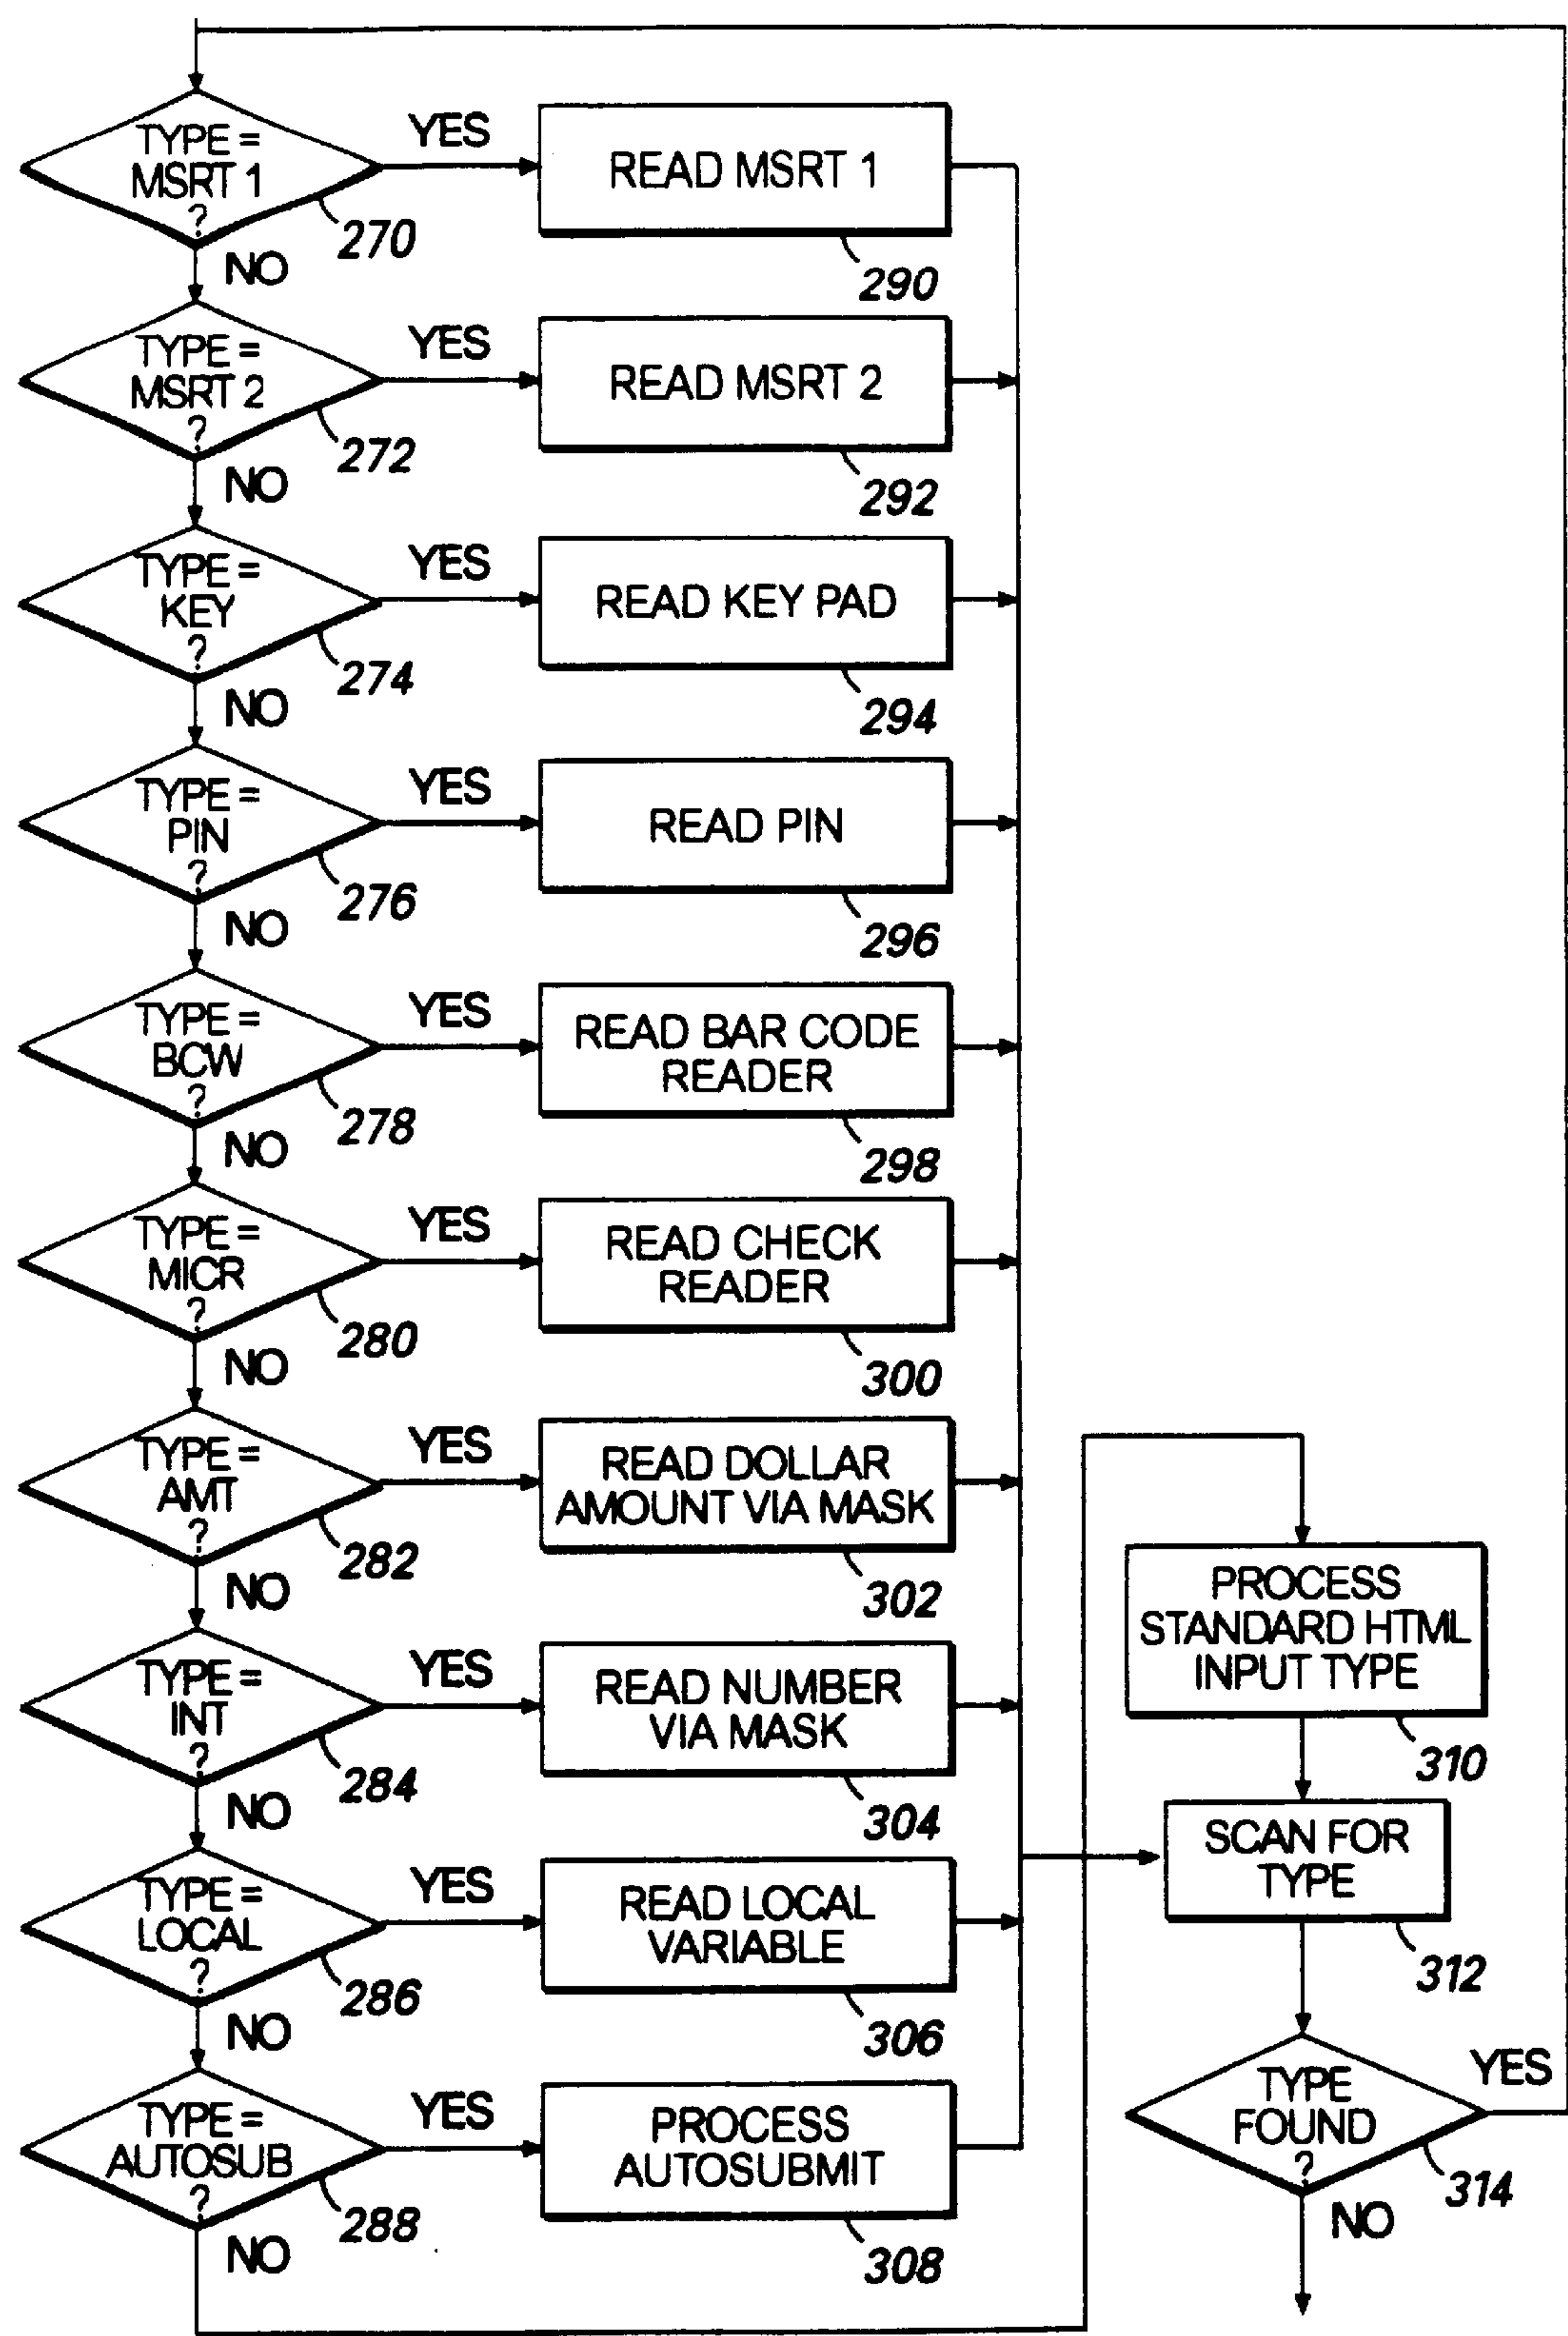 TYPE =
MSRT 1
?
YES
READ MSRT 1
270
290
NO
TYPE =
MSRT 2
?
YES
READ MSRT 2
272
292
NO
TYPE =
KEY
?
YES
READ KEY PAD
274
294
NO
TYPE =
PIN
?
YES
READ PIN
276
296
NO
TYPE =
BCW
?
YES
READ BAR CODE
READER
278
298
NO
TYPE =
MICR
?
YES
READ CHECK
READER
280
300
NO
TYPE =
AMT
?
YES
READ DOLLAR
AMOUNT VIA MASK
282
302
NO
TYPE =
INT
?
YES
READ NUMBER
VIA MASK
284
304
NO
TYPE =
LOCAL
?
YES
READ LOCAL
VARIABLE
286
306
NO
TYPE =
AUTOSUB
?
YES
PROCESS
AUTOSUBMIT
288
308
NO
PROCESS
STANDARD HTML
INPUT TYPE
310
SCAN FOR
TYPE
312
TYPE
FOUND
?
YES
314
NO